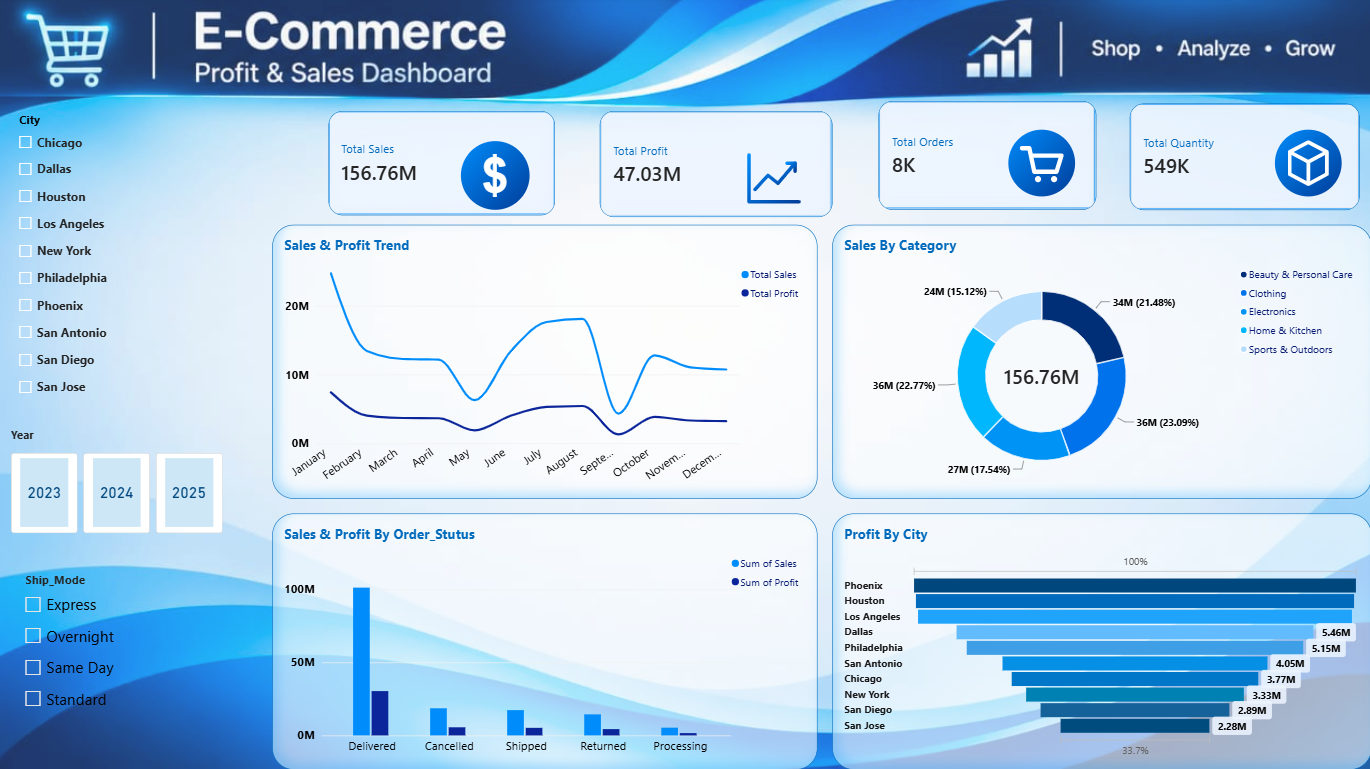 E-Commerce
Profit & Sales Dashboard
Shop • Analyze • Grow
City
Chicago
Dallas
Houston
Los Angeles
New York
Philadelphia
Phoenix
San Antonio
San Diego
San Jose
Year
2023 2024 2025
Ship_Mode
Express
Overnight
Same Day
Standard
Total Sales
156.76M
Total Profit
47.03M
Total Orders
8K
Total Quantity
549K
Sales & Profit Trend
Total Sales
Total Profit
20M
10M
0M
January February March April May June July August Septe... October Novem... Decem...
Sales By Category
Beauty & Personal Care
Clothing
Electronics
Home & Kitchen
Sports & Outdoors
24M (15.12%)
34M (21.48%)
36M (22.77%)
156.76M
36M (23.09%)
27M (17.54%)
Sales & Profit By Order_Stutus
Sum of Sales
Sum of Profit
100M
50M
0M
Delivered Cancelled Shipped Returned Processing
Profit By City
100%
Phoenix
Houston
Los Angeles
Dallas 5.46M
Philadelphia 5.15M
San Antonio 4.05M
Chicago 3.77M
New York 3.33M
San Diego 2.89M
San Jose 2.28M
33.7%